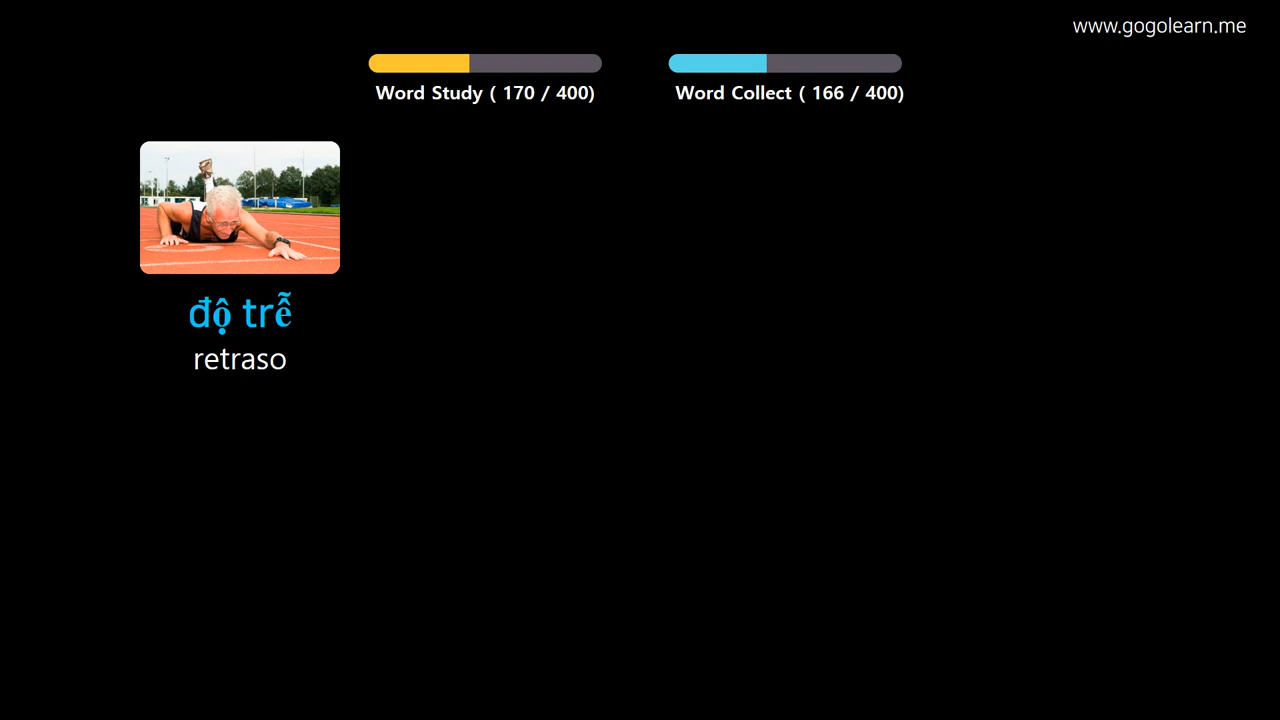 www.gogolearn.me
Word Study ( 170 / 400)
Word Collect ( 166 / 400)
độ trễ
retraso